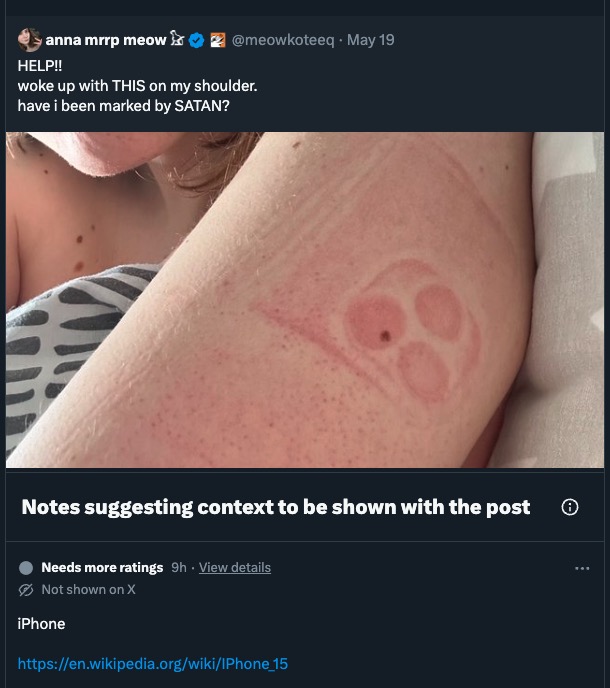 anna mrrp meow @meowkoteeq · May 19
HELP!!
woke up with THIS on my shoulder.
have i been marked by SATAN?
Notes suggesting context to be shown with the post
Needs more ratings 9h · View details
Not shown on X
iPhone
https://en.wikipedia.org/wiki/IPhone_15